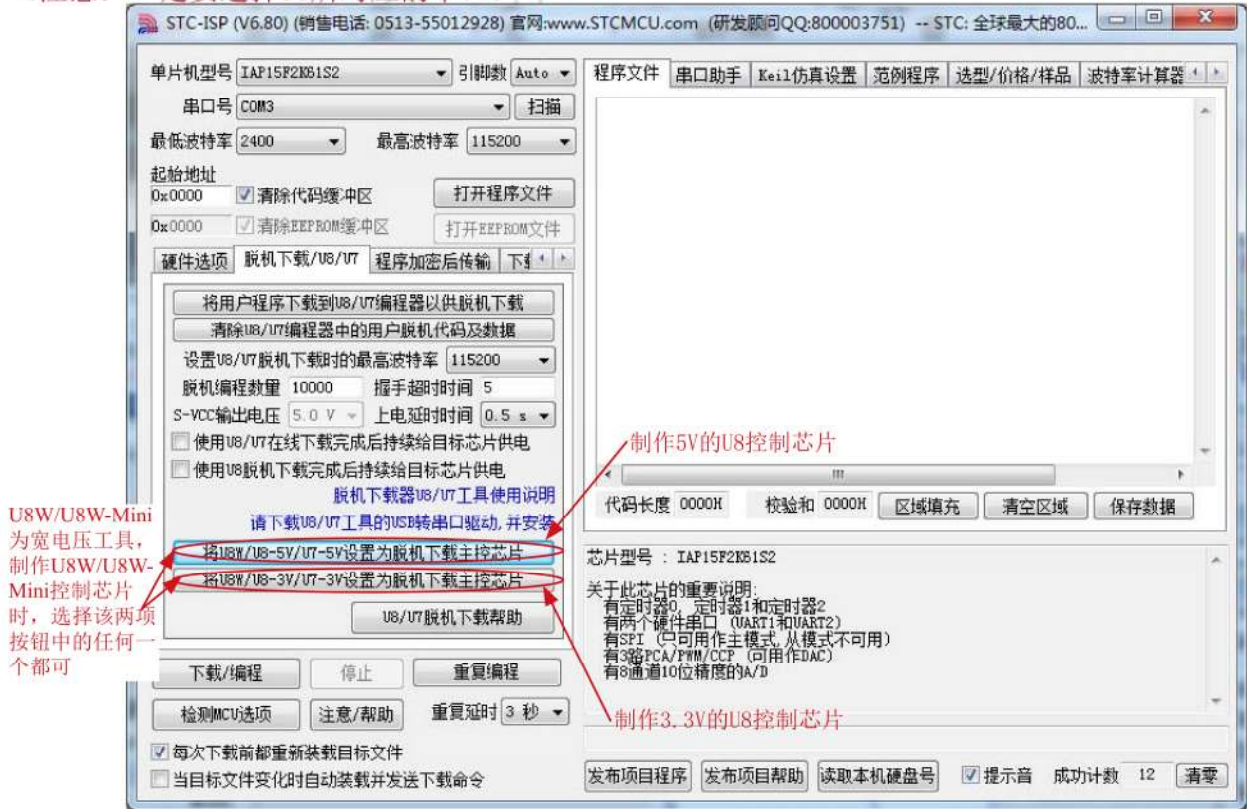 STC-ISP (V6.80) (销售电话: 0513-55012928) 官网:www.STCMCU.com (研发顾问QQ:800003751) -- STC: 全球最大的80...
单片机型号 IAP15F2K61S2 引脚数 Auto
串口号 COM3 扫描
最低波特率 2400 最高波特率 115200
起始地址
0x0000 清除代码缓冲区 打开程序文件
0x0000 清除EEPROM缓冲区 打开EEPROM文件
硬件选项 脱机下载/U8/U7 程序加密后传输
将用户程序下载到U8/U7编程器以供脱机下载
清除U8/U7编程器中的用户脱机代码及数据
设置U8/U7脱机下载时的最高波特率 115200
脱机编程数量 10000 握手超时时间 5
S-VCC输出电压 5.0 V 上电延时时间 0.5 s
使用U8/U7在线下载完成后持续给目标芯片供电
使用U8脱机下载完成后持续给目标芯片供电
脱机下载器U8/U7工具使用说明
请下载U8/U7工具的USB转串口驱动,并安装
将U8W/U8-5V/U7-5V设置为脱机下载主控芯片
将U8W/U8-3V/U7-3V设置为脱机下载主控芯片
U8/U7脱机下载帮助
下载/编程 停止 重复编程
检测MCU选项 注意/帮助 重复延时 3 秒
每次下载前都重新装载目标文件
当目标文件变化时自动装载并发送下载命令
U8W/U8W-Mini
为宽电压工具，
制作U8W/U8W-
Mini控制芯片
时，选择该两项
按钮中的任何一
个都可
程序文件 串口助手 Keil仿真设置 范例程序 选型/价格/样品 波特率计算器
制作5V的U8控制芯片
代码长度 0000H 校验和 0000H 区域填充 清空区域 保存数据
芯片型号 : IAP15F2K61S2
关于此芯片的重要说明:
有定时器0, 定时器1和定时器2
有两个硬件串口 (UART1和UART2)
有SPI (只可用作主模式,从模式不可用)
有3路PCA/PWM/CCP (可用作DAC)
有8通道10位精度的A/D
制作3.3V的U8控制芯片
发布项目程序 发布项目帮助 读取本机硬盘号 提示音 成功计数 12 清零